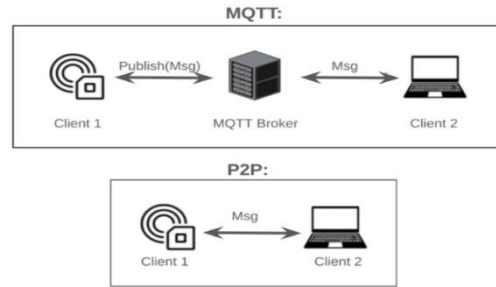 MQTT:
Publish(Msg)
Msg
Client 1
MQTT Broker
Client 2
P2P:
Msg
Client 1
Client 2